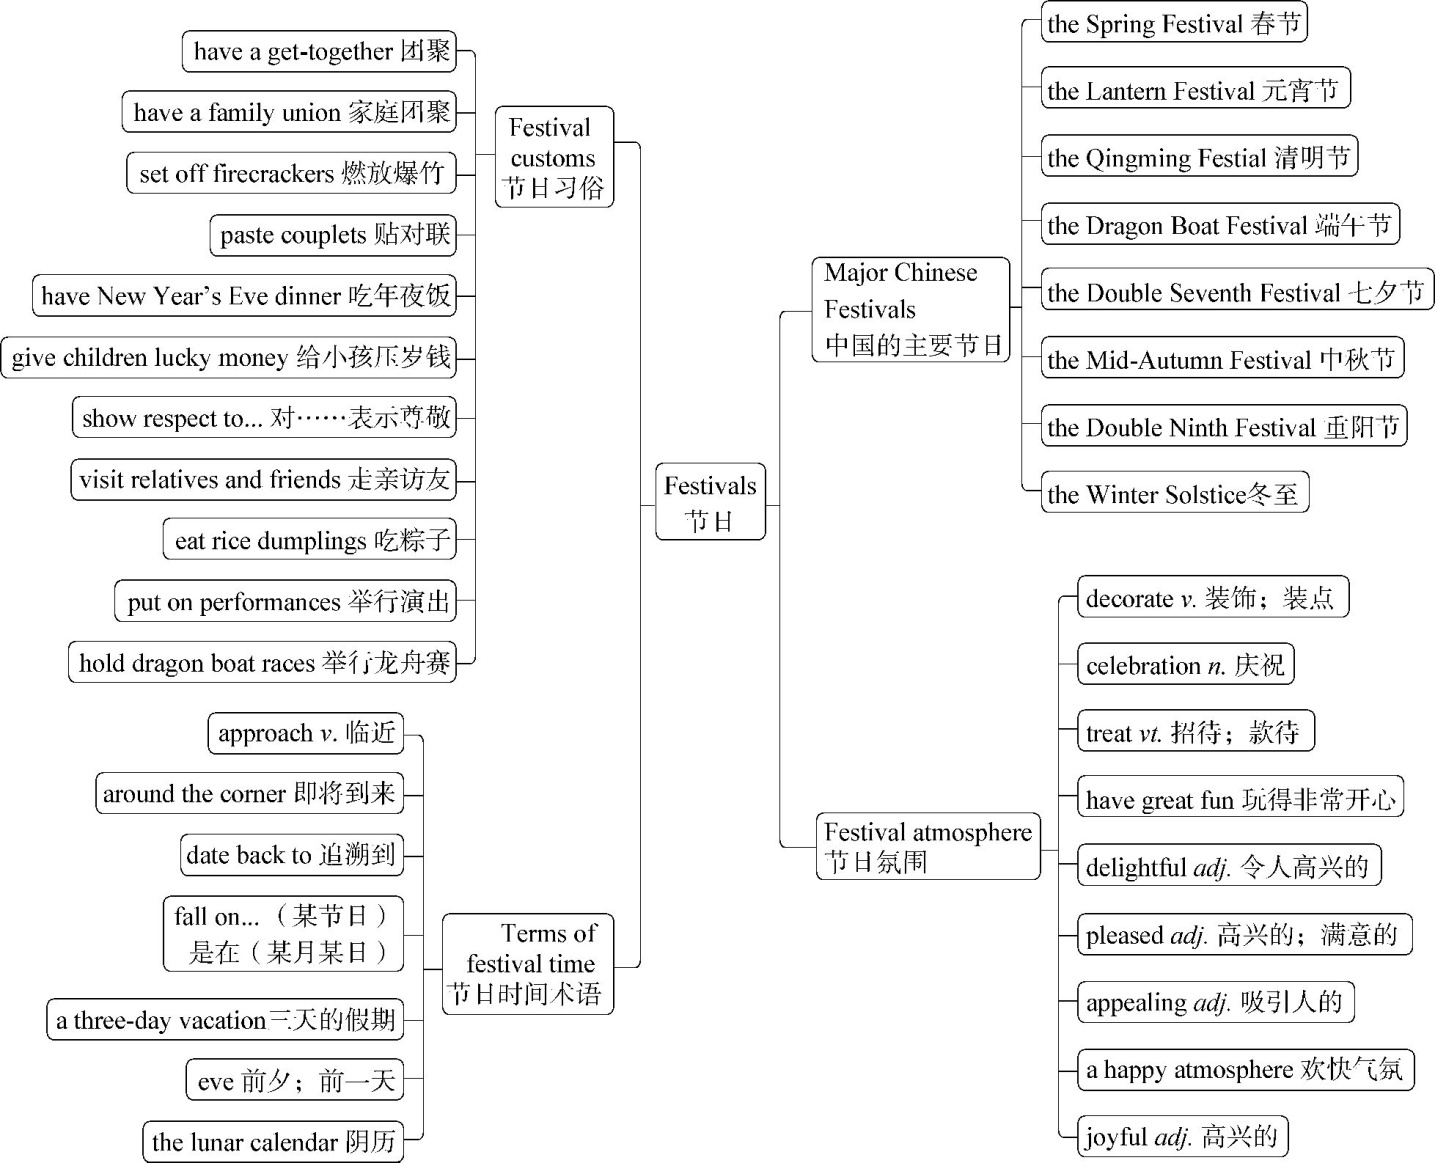 have a get-together 团聚
have a family union 家庭团聚
set off firecrackers 燃放爆竹
paste couplets 贴对联
have New Year's Eve dinner 吃年夜饭
give children lucky money 给小孩压岁钱
show respect to... 对……表示尊敬
visit relatives and friends 走亲访友
eat rice dumplings 吃粽子
put on performances 举行演出
hold dragon boat races 举行龙舟赛
Festival
customs
节日习俗
approach v. 临近
around the corner 即将到来
date back to 追溯到
fall on... （某节日）
是在（某月某日）
a three-day vacation三天的假期
eve 前夕；前一天
the lunar calendar 阴历
Terms of
festival time
节日时间术语
Festivals
节日
Major Chinese
Festivals
中国的主要节日
the Spring Festival 春节
the Lantern Festival 元宵节
the Qingming Festial 清明节
the Dragon Boat Festival 端午节
the Double Seventh Festival 七夕节
the Mid-Autumn Festival 中秋节
the Double Ninth Festival 重阳节
the Winter Solstice冬至
Festival atmosphere
节日氛围
decorate v. 装饰；装点
celebration n. 庆祝
treat vt. 招待；款待
have great fun 玩得非常开心
delightful adj. 令人高兴的
pleased adj. 高兴的；满意的
appealing adj. 吸引人的
a happy atmosphere 欢快气氛
joyful adj. 高兴的